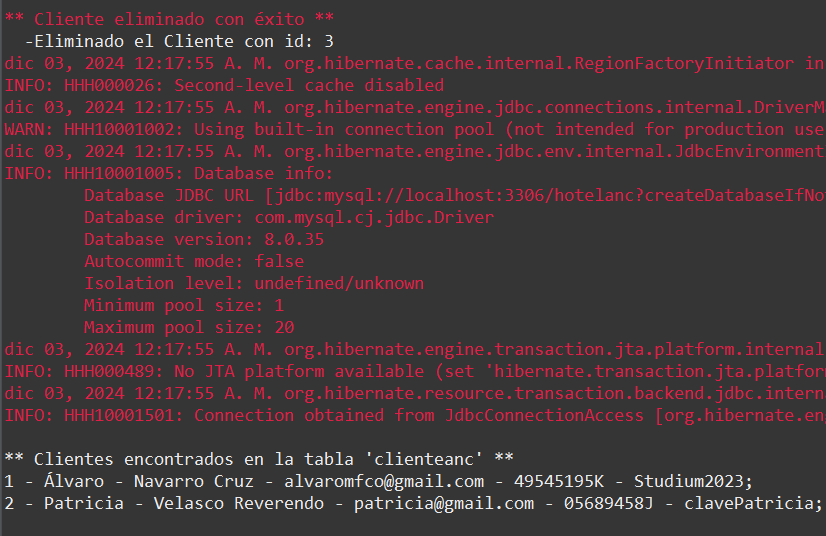 ** Cliente eliminado con éxito **
-Eliminado el Cliente con id: 3
dic 03, 2024 12:17:55 A. M. org.hibernate.cache.internal.RegionFactoryInitiator in
INFO: HHH000026: Second-level cache disabled
dic 03, 2024 12:17:55 A. M. org.hibernate.engine.jdbc.connections.internal.DriverM
WARN: HHH10001002: Using built-in connection pool (not intended for production use
dic 03, 2024 12:17:55 A. M. org.hibernate.engine.jdbc.env.internal.JdbcEnvironment
INFO: HHH10001005: Database info:
Database JDBC URL [jdbc:mysql://localhost:3306/hotelanc?createDatabaseIfNo
Database driver: com.mysql.cj.jdbc.Driver
Database version: 8.0.35
Autocommit mode: false
Isolation level: undefined/unknown
Minimum pool size: 1
Maximum pool size: 20
dic 03, 2024 12:17:55 A. M. org.hibernate.engine.transaction.jta.platform.internal
INFO: HHH000489: No JTA platform available (set 'hibernate.transaction.jta.platfor
dic 03, 2024 12:17:55 A. M. org.hibernate.resource.transaction.backend.jdbc.intern
INFO: HHH10001501: Connection obtained from JdbcConnectionAccess [org.hibernate.en
** Clientes encontrados en la tabla 'clienteanc' **
1 - Álvaro - Navarro Cruz - alvaromfco@gmail.com - 49545195K - Studium2023;
2 - Patricia - Velasco Reverendo - patricia@gmail.com - 05689458J - clavePatricia;